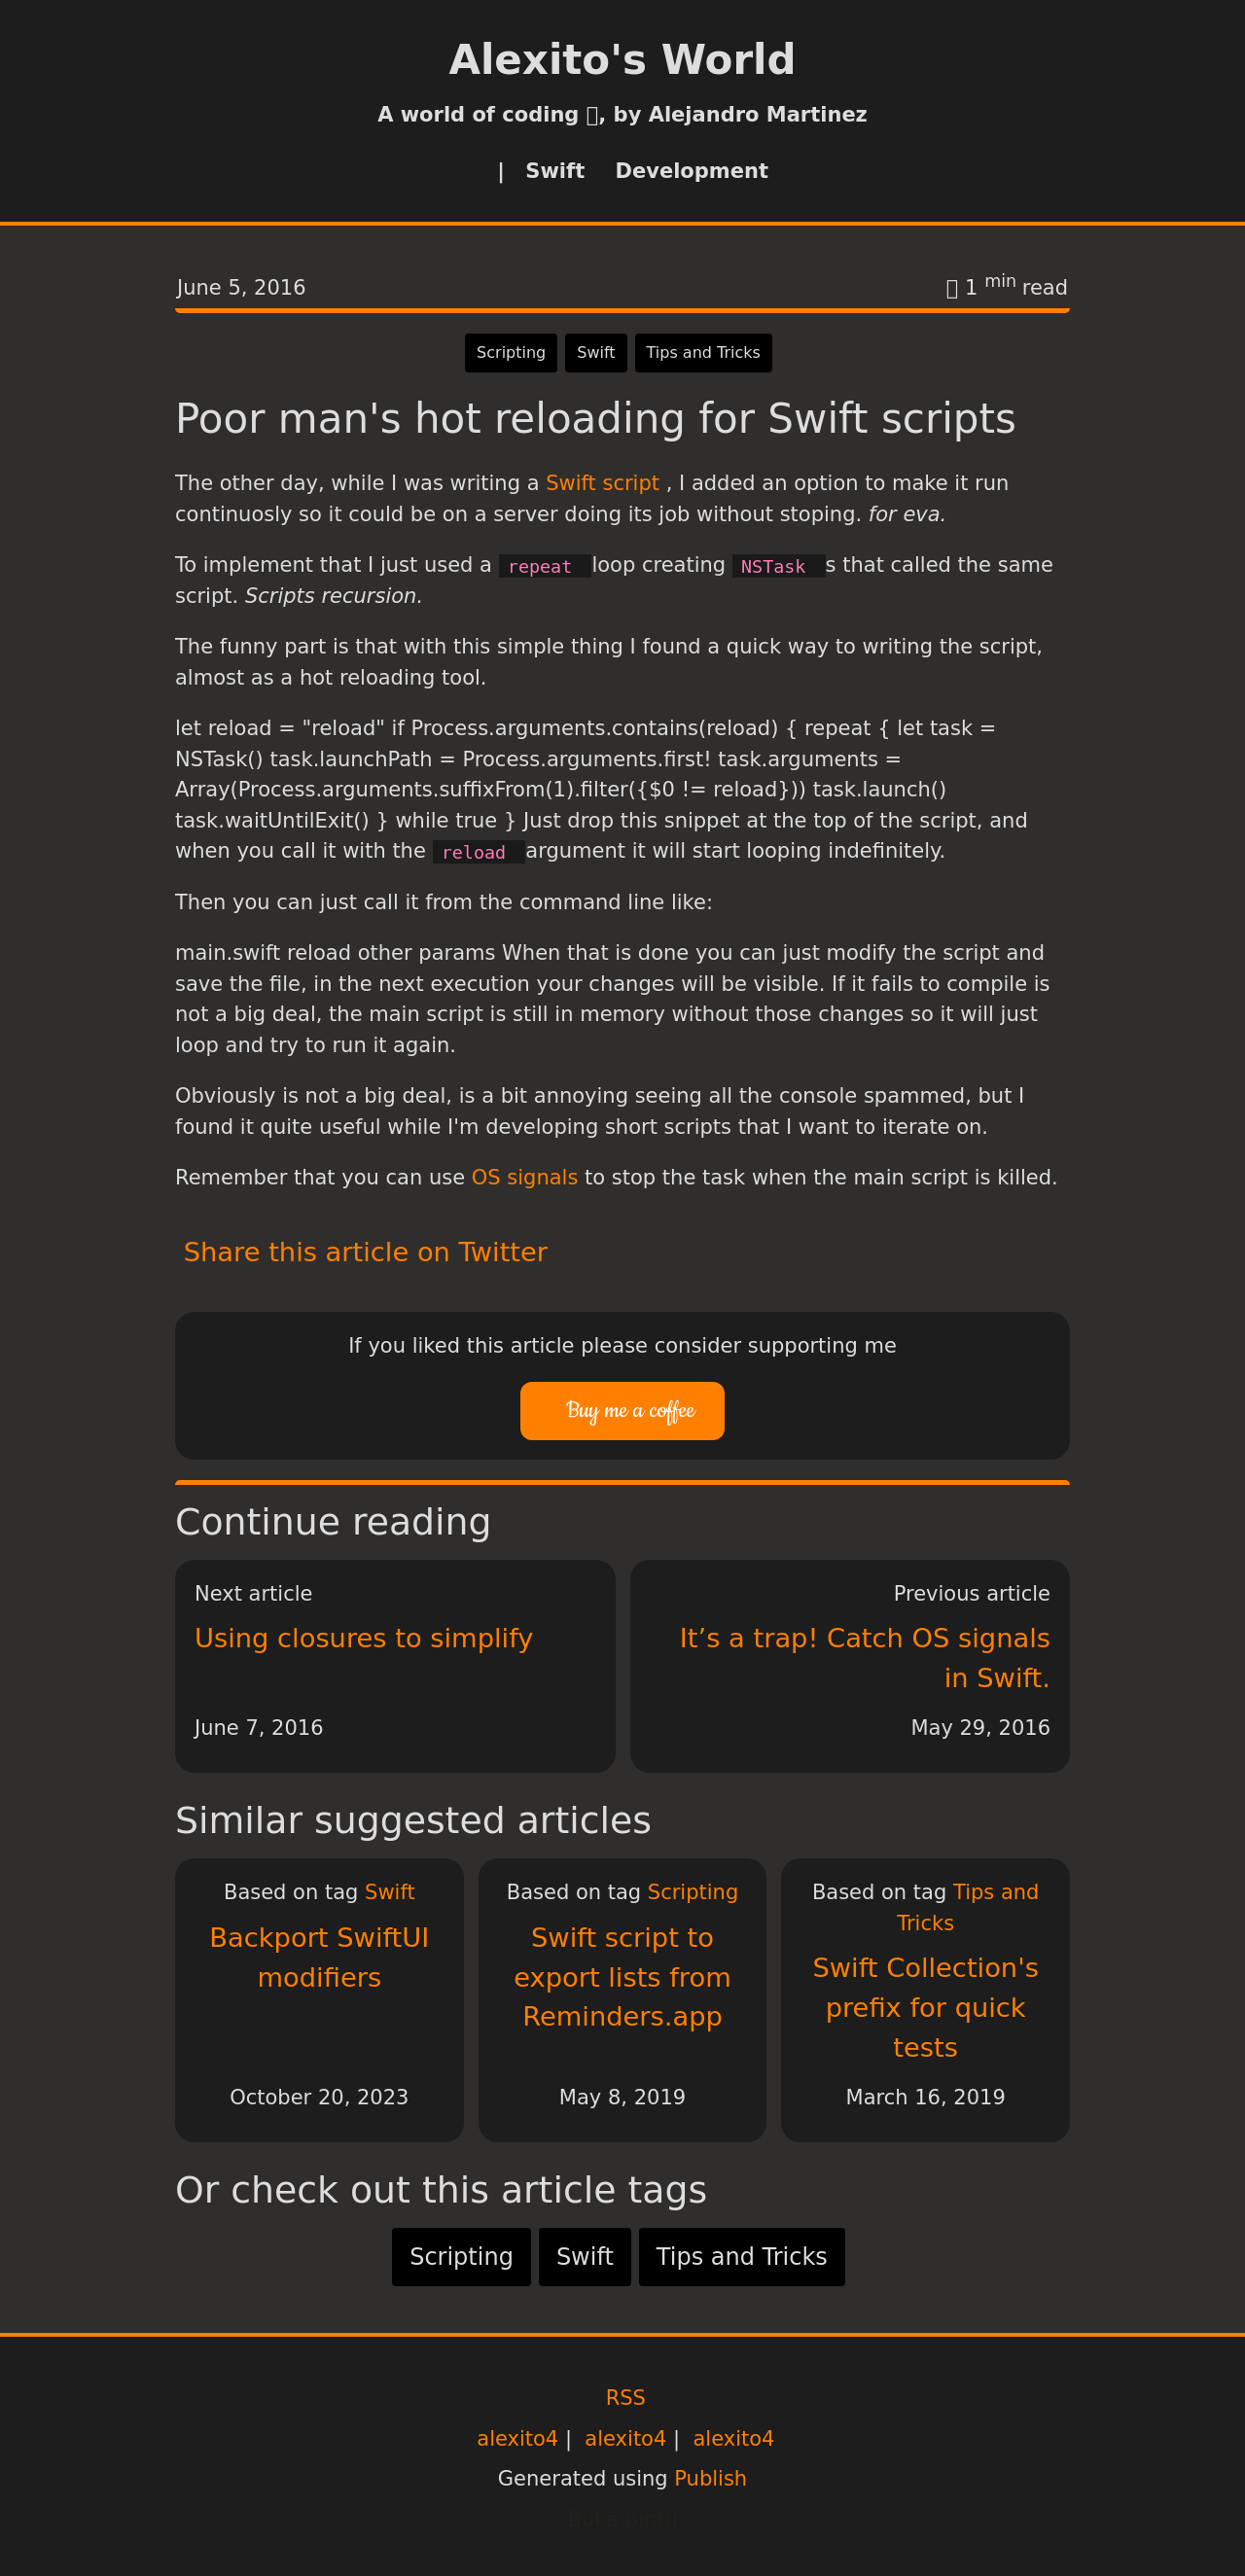 Alexito's World
A world of coding , by Alejandro Martinez
| Swift Development
June 5, 2016
1 min read
Scripting Swift Tips and Tricks
Poor man's hot reloading for Swift scripts
The other day, while I was writing a Swift script , I added an option to make it run
continuosly so it could be on a server doing its job without stoping. for eva.
To implement that I just used a repeat loop creating NSTask s that called the same
script. Scripts recursion.
The funny part is that with this simple thing I found a quick way to writing the script,
almost as a hot reloading tool.
let reload = "reload" if Process.arguments.contains(reload) { repeat { let task =
NSTask() task.launchPath = Process.arguments.first! task.arguments =
Array(Process.arguments.suffixFrom(1).filter({$0 != reload})) task.launch()
task.waitUntilExit() } while true } Just drop this snippet at the top of the script, and
when you call it with the reload argument it will start looping indefinitely.
Then you can just call it from the command line like:
main.swift reload other params When that is done you can just modify the script and
save the file, in the next execution your changes will be visible. If it fails to compile is
not a big deal, the main script is still in memory without those changes so it will just
loop and try to run it again.
Obviously is not a big deal, is a bit annoying seeing all the console spammed, but I
found it quite useful while I'm developing short scripts that I want to iterate on.
Remember that you can use OS signals to stop the task when the main script is killed.
Share this article on Twitter
If you liked this article please consider supporting me
Buy me a coffee
Continue reading
Next article
Using closures to simplify
June 7, 2016
Previous article
It’s a trap! Catch OS signals
in Swift.
May 29, 2016
Similar suggested articles
Based on tag Swift
Backport SwiftUI
modifiers
October 20, 2023
Based on tag Scripting
Swift script to
export lists from
Reminders.app
May 8, 2019
Based on tag Tips and
Tricks
Swift Collection's
prefix for quick
tests
March 16, 2019
Or check out this article tags
Scripting Swift Tips and Tricks
RSS
alexito4 | alexito4 | alexito4
Generated using Publish